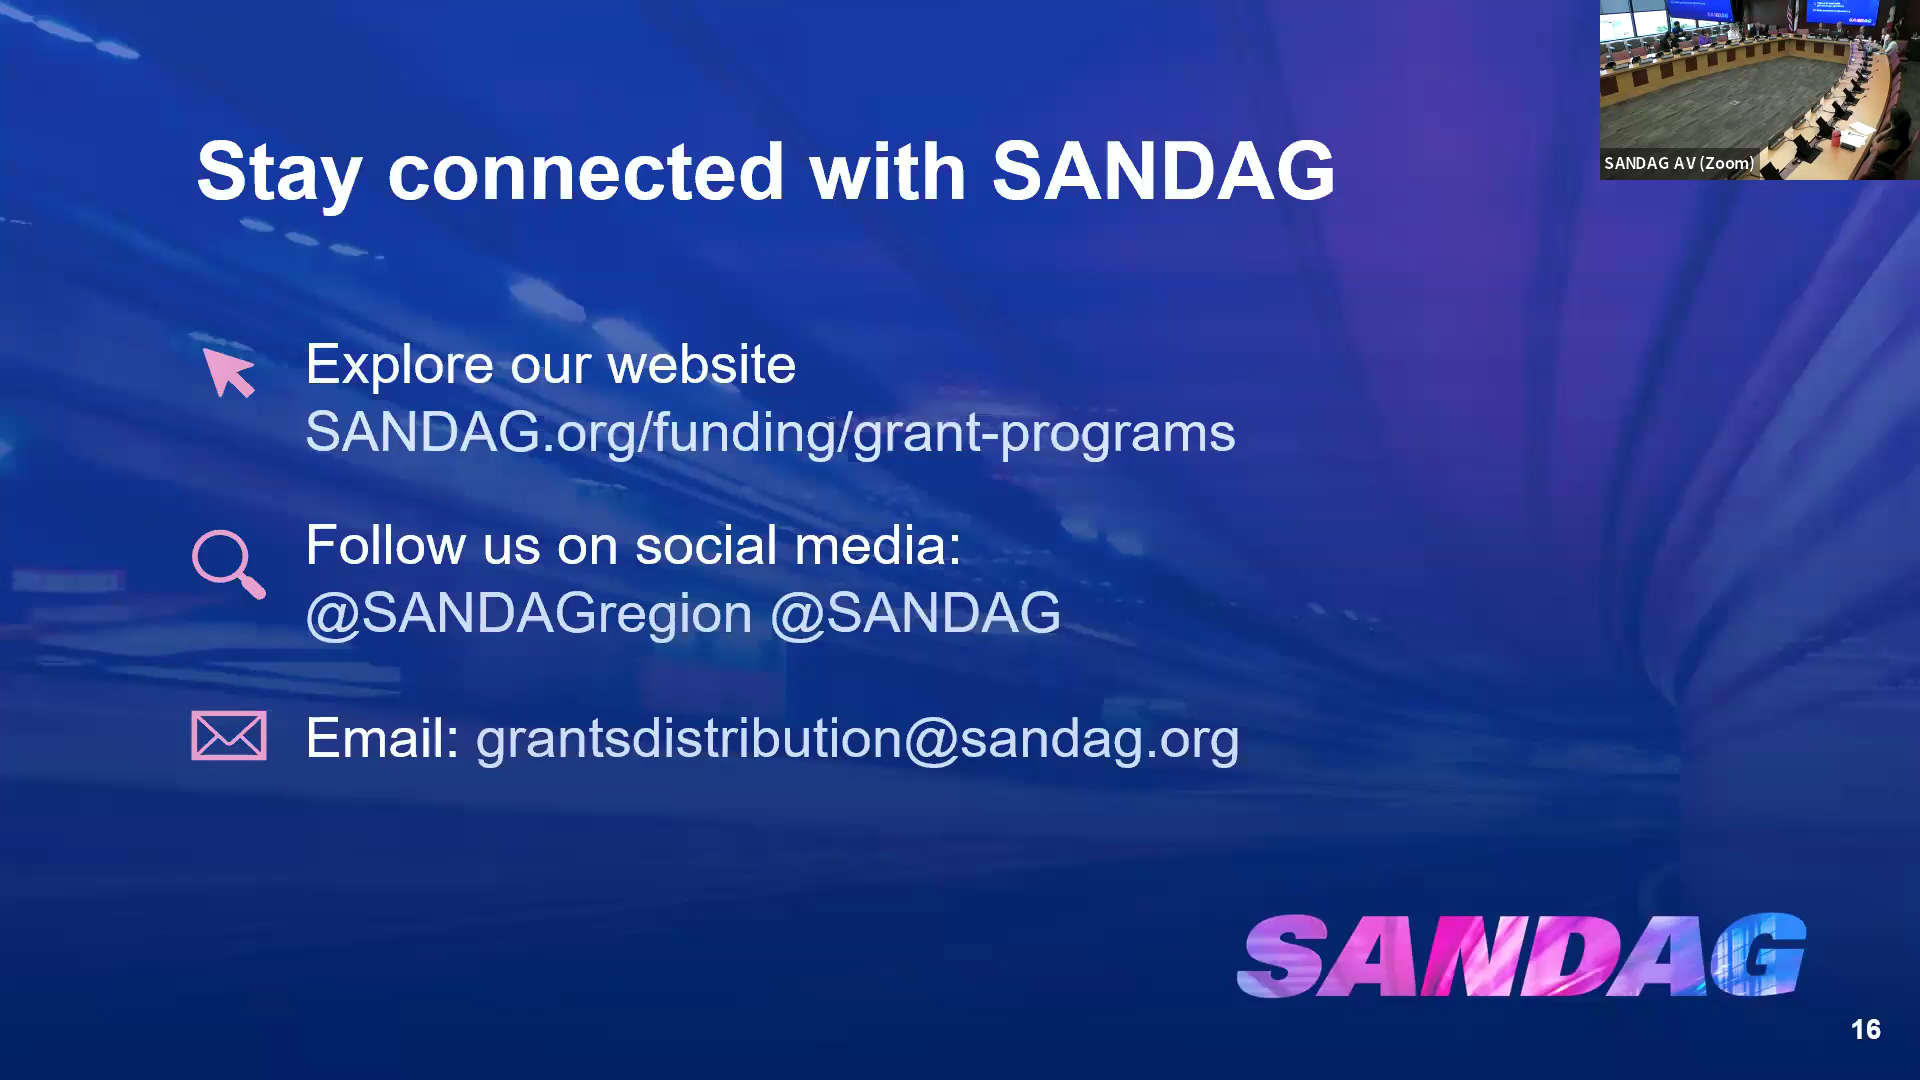 SANDAG AV (Zoom)
Stay connected with SANDAG
Explore our website
SANDAG.org/funding/grant-programs
Follow us on social media:
@SANDAGregion @SANDAG
Email: grantsdistribution@sandag.org
SANDAG
16